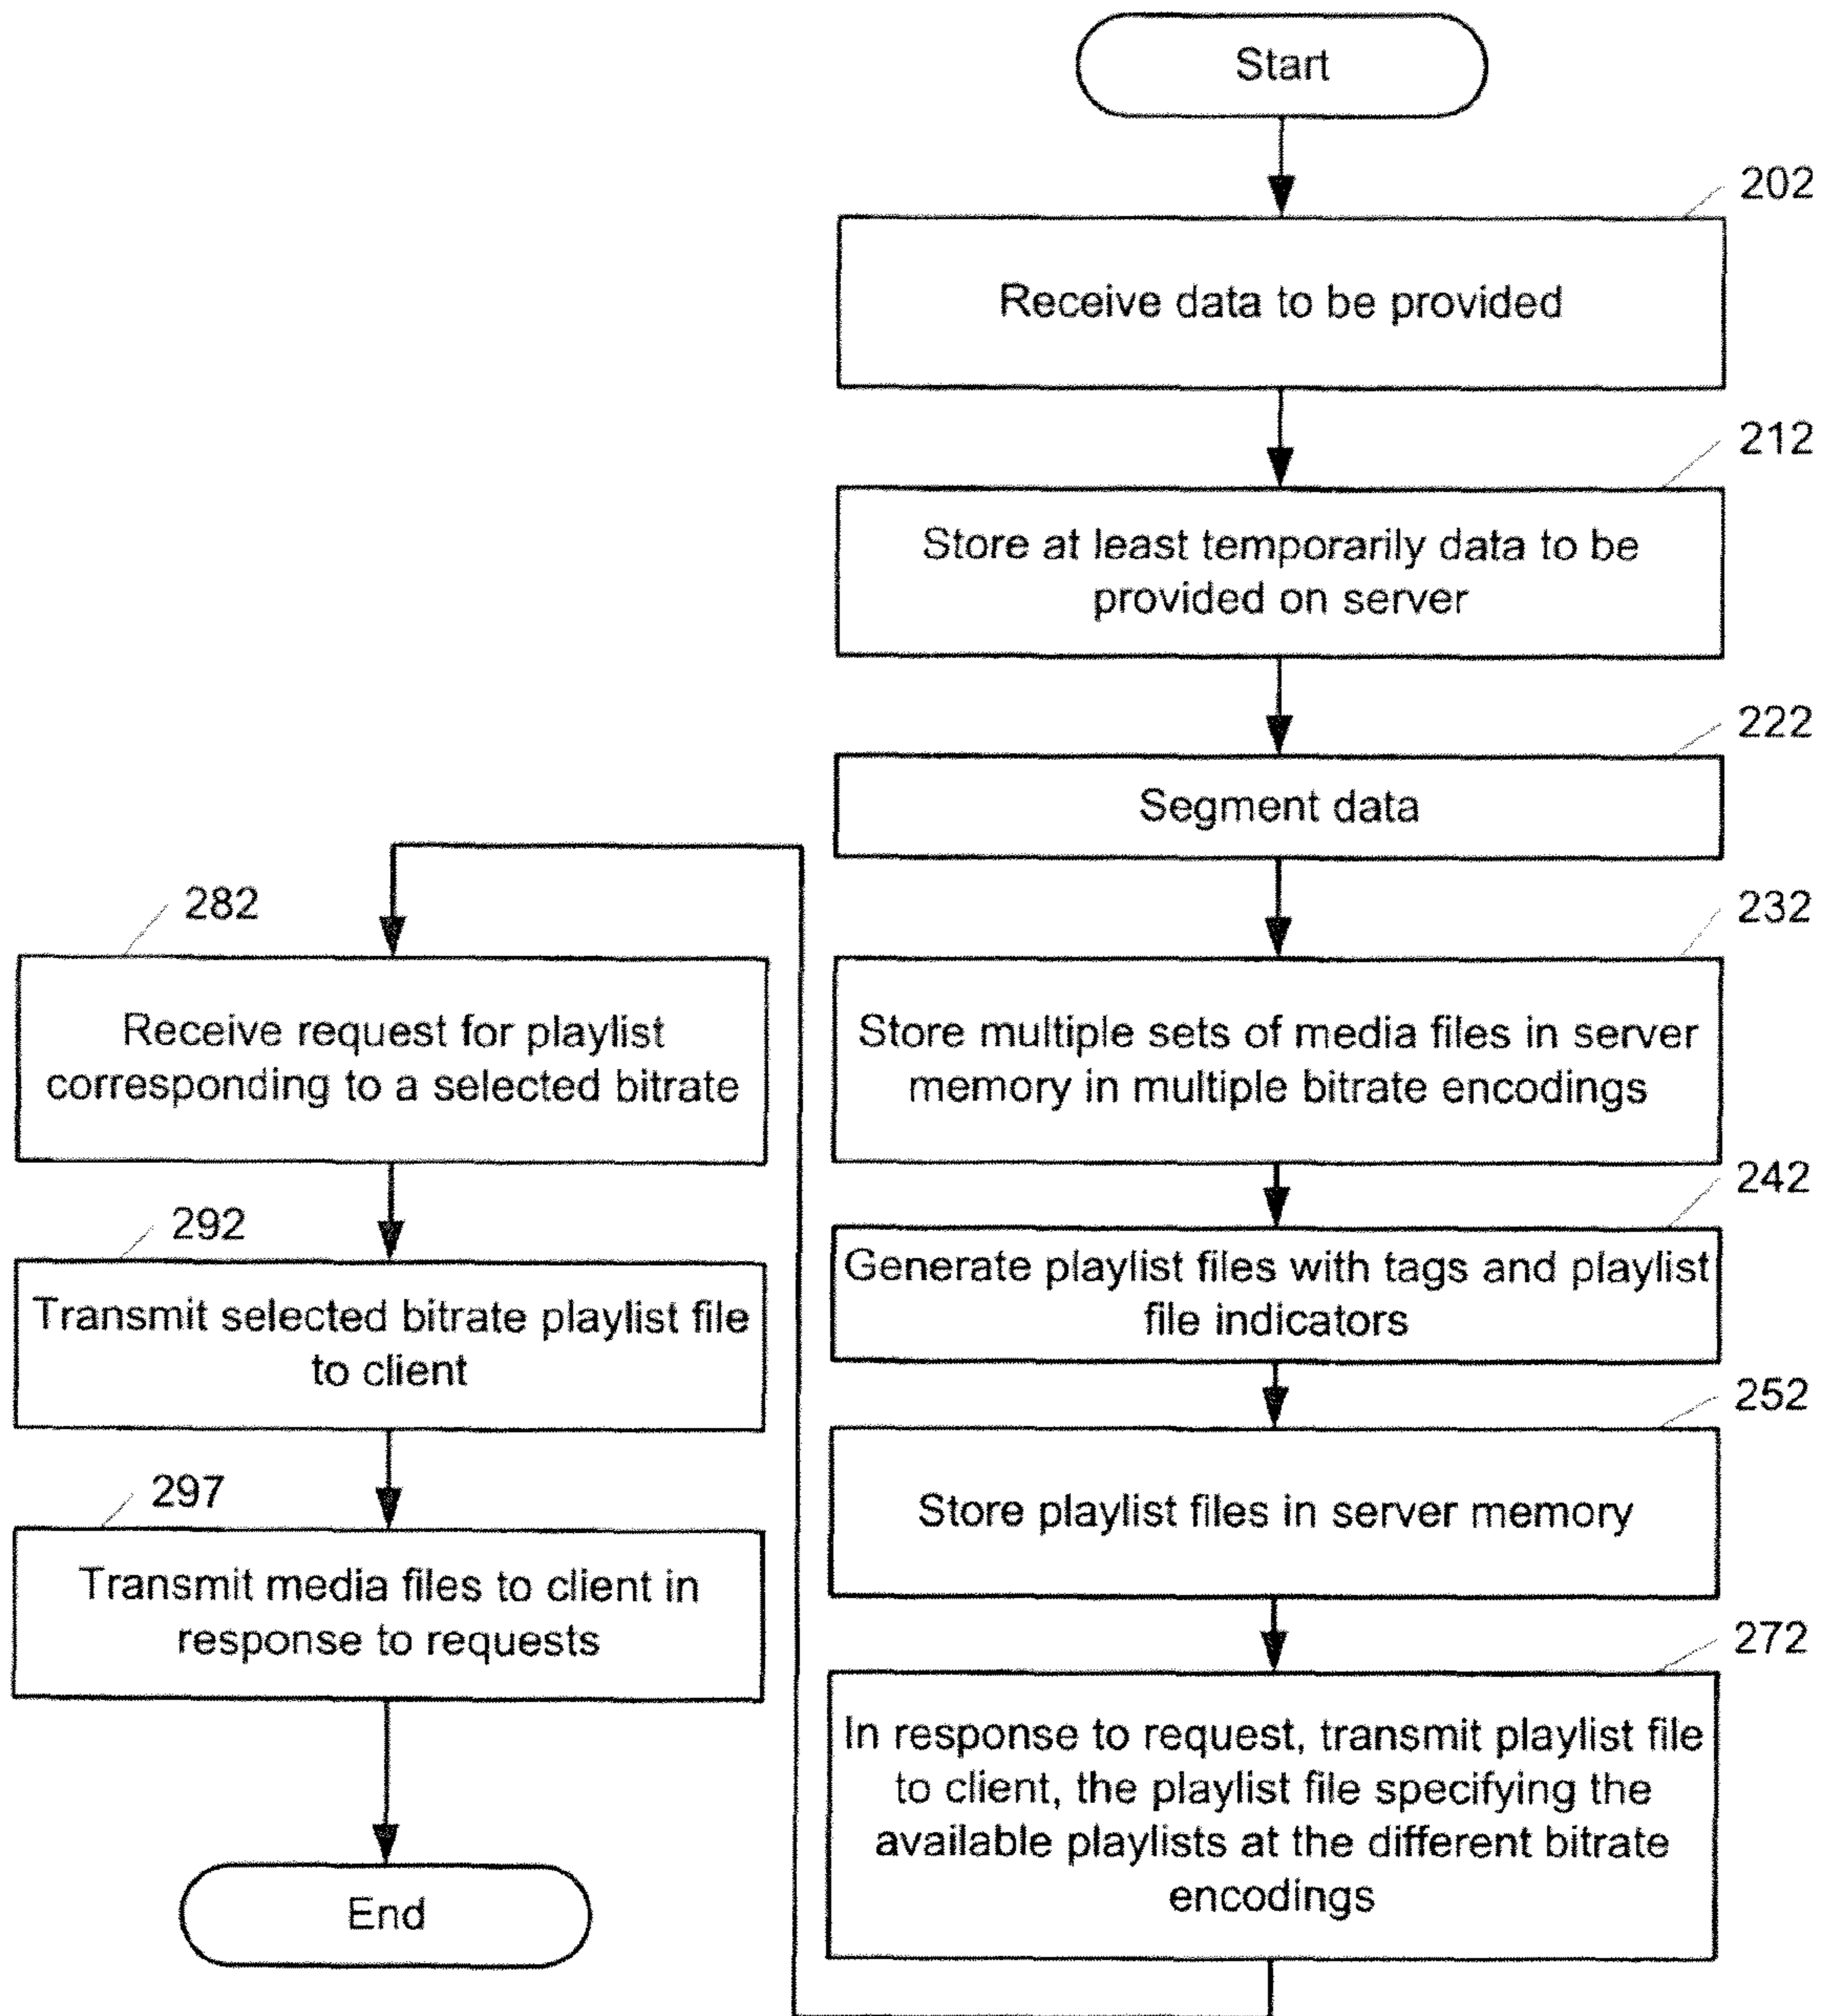 Start
202
Receive data to be provided
212
Store at least temporarily data to be
provided on server
222
Segment data
232
Store multiple sets of media files in server
memory in multiple bitrate encodings
242
Generate playlist files with tags and playlist
file indicators
252
Store playlist files in server memory
272
In response to request, transmit playlist file
to client, the playlist file specifying the
available playlists at the different bitrate
encodings
282
Receive request for playlist
corresponding to a selected bitrate
292
Transmit selected bitrate playlist file
to client
297
Transmit media files to client in
response to requests
End